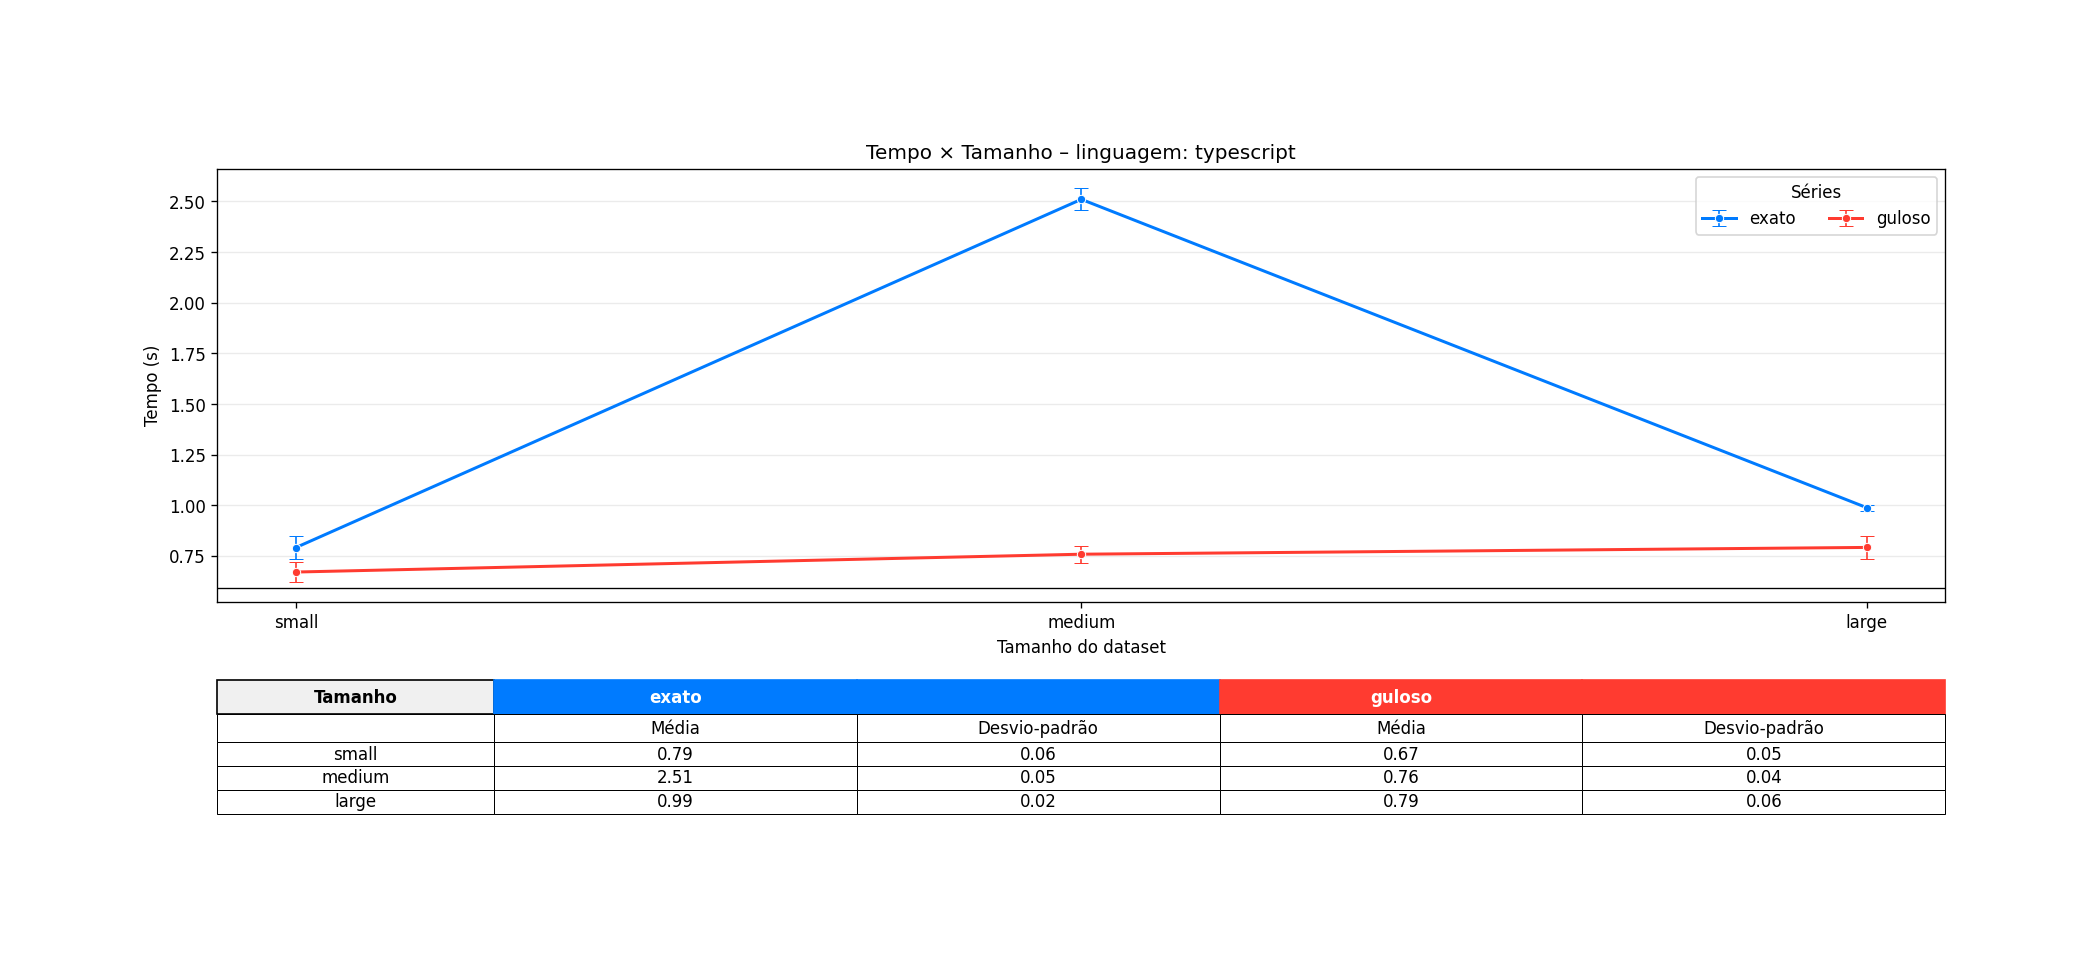 Tempo × Tamanho – linguagem: typescript
Séries
exato guloso
2.50
2.25
2.00
1.75
1.50
1.25
1.00
0.75
Tempo (s)
small medium large
Tamanho do dataset
Tamanho exato guloso
Média Desvio-padrão Média Desvio-padrão
small 0.79 0.06 0.67 0.05
medium 2.51 0.05 0.76 0.04
large 0.99 0.02 0.79 0.06